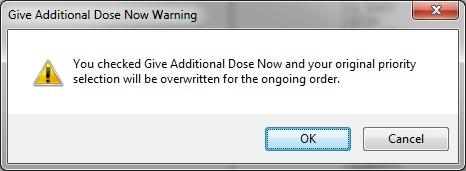 Give Additional Dose Now Warning
You checked Give Additional Dose Now and your original priority
selection will be overwritten for the ongoing order.
OK
Cancel